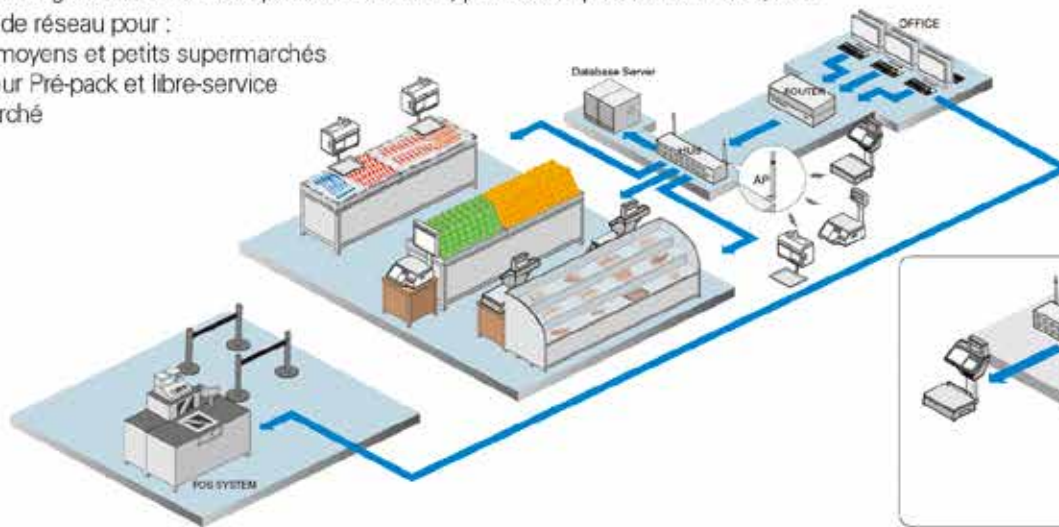 de réseau pour :
moyens et petits supermarchés
ur Pré-pack et libre-service
rché
OFFICE
Database Server
ROUTER
HUB
AP
POS SYSTEM